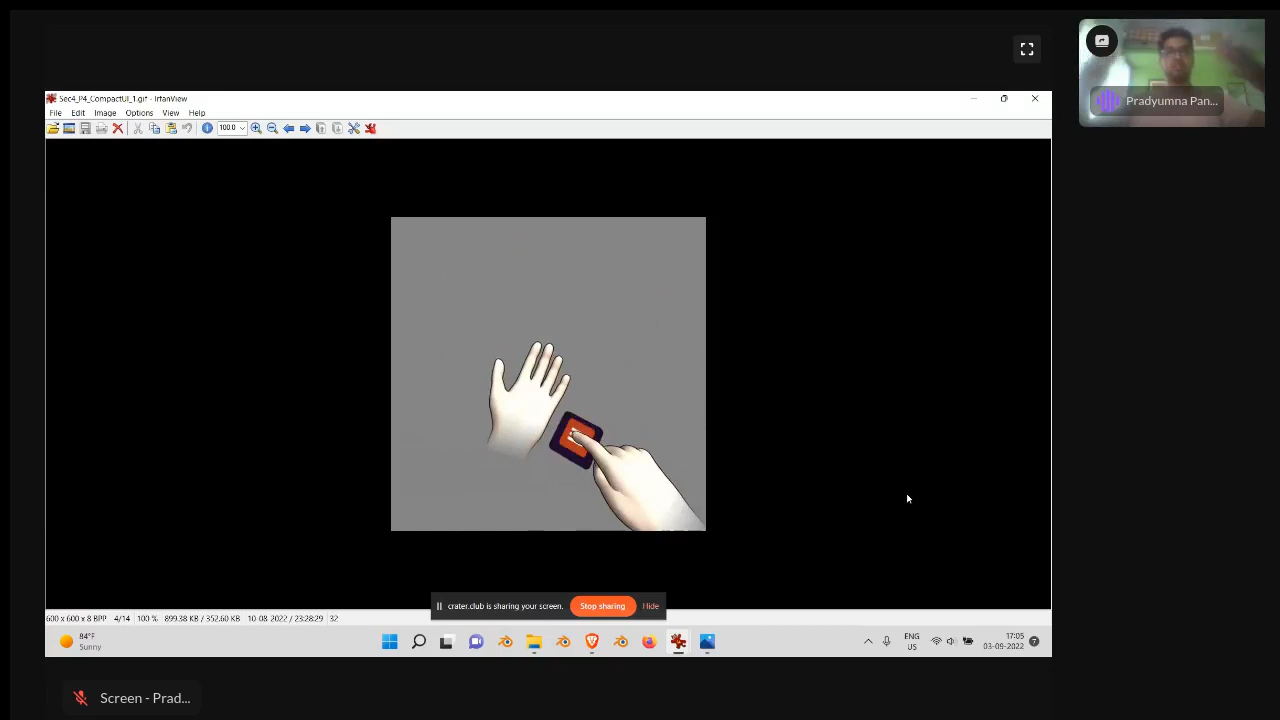 Sec4_P4_CompactUI_1.gif - IrfanView
File Edit Image Options View Help
100.0
Pradyumna Pan...
crater.club is sharing your screen. Stop sharing Hide
600 x 600 x 8 BPP 4/14 100 % 899.38 KB / 352.60 KB 10-08-2022 / 23:28:29 32
84°F
Sunny
ENG
US
17:05
03-09-2022
7
Screen - Prad...